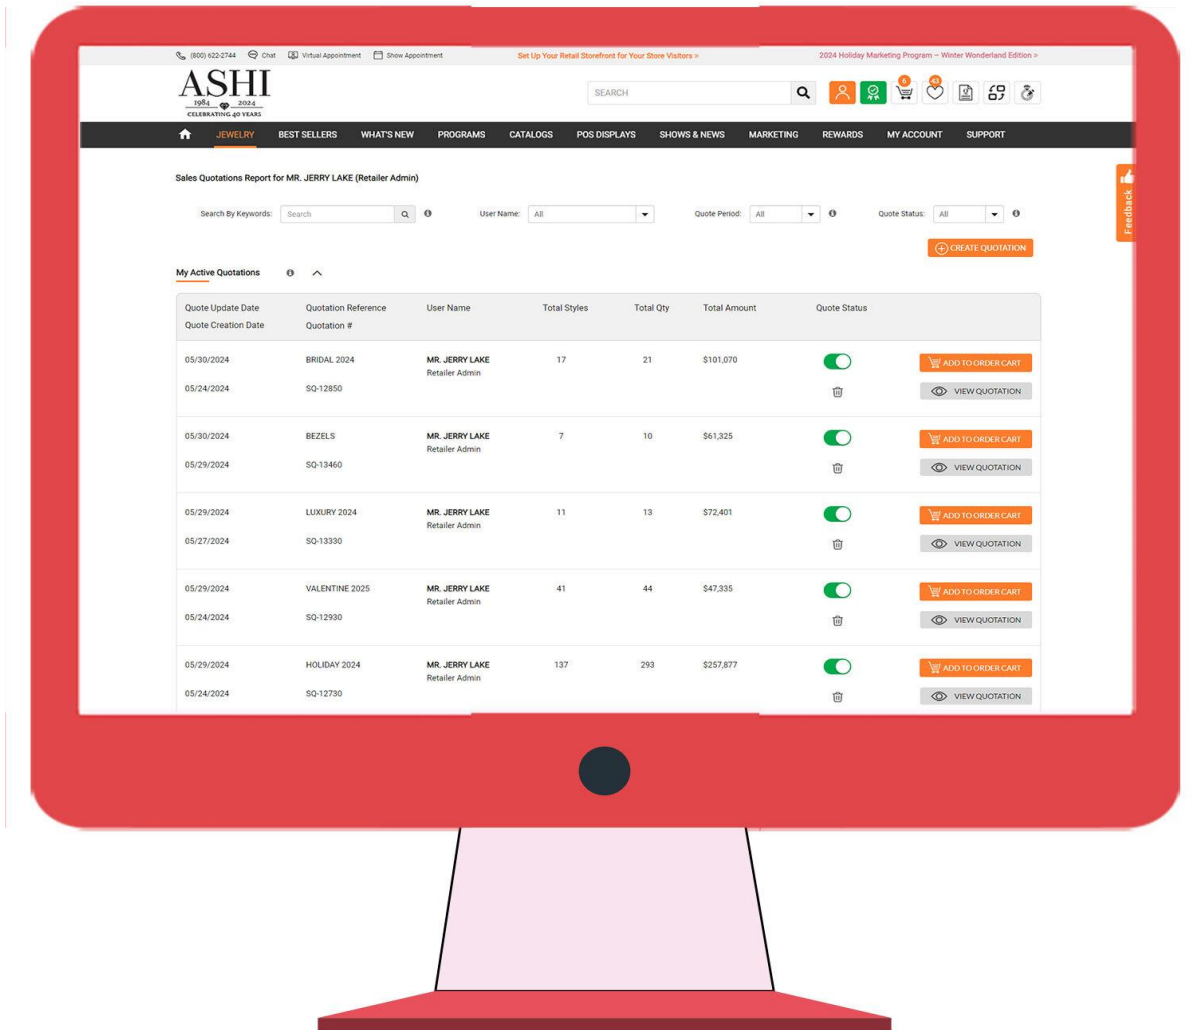 (800) 622-2744 Chat Virtual Appointment Show Appointment Set Up Your Retail Storefront for Your Store Visitors > 2024 Holiday Marketing Program – Winter Wonderland Edition >
ASHI
1984 2024
CELEBRATING 40 YEARS
SEARCH
6 43
JEWELRY BEST SELLERS WHAT'S NEW PROGRAMS CATALOGS POS DISPLAYS SHOWS & NEWS MARKETING REWARDS MY ACCOUNT SUPPORT
Feedback
Sales Quotations Report for MR. JERRY LAKE (Retailer Admin)
Search By Keywords: Search User Name: All Quote Period: All Quote Status: All
CREATE QUOTATION
My Active Quotations
Quote Update Date Quotation Reference User Name Total Styles Total Qty Total Amount Quote Status
Quote Creation Date Quotation #
05/30/2024 BRIDAL 2024 MR. JERRY LAKE 17 21 $101,070 ADD TO ORDER CART
Retailer Admin
05/24/2024 SQ-12850 VIEW QUOTATION
05/30/2024 BEZELS MR. JERRY LAKE 7 10 $61,325 ADD TO ORDER CART
Retailer Admin
05/29/2024 SQ-13460 VIEW QUOTATION
05/29/2024 LUXURY 2024 MR. JERRY LAKE 11 13 $72,401 ADD TO ORDER CART
Retailer Admin
05/27/2024 SQ-13330 VIEW QUOTATION
05/29/2024 VALENTINE 2025 MR. JERRY LAKE 41 44 $47,335 ADD TO ORDER CART
Retailer Admin
05/24/2024 SQ-12930 VIEW QUOTATION
05/29/2024 HOLIDAY 2024 MR. JERRY LAKE 137 293 $257,877 ADD TO ORDER CART
Retailer Admin
05/24/2024 SQ-12730 VIEW QUOTATION